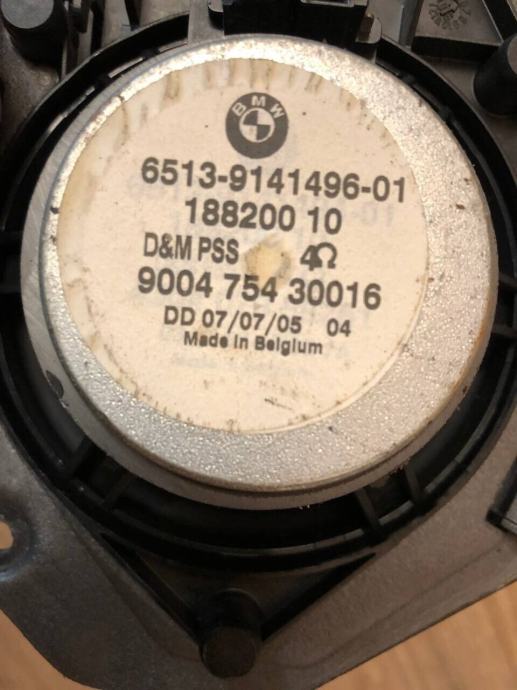 BMW
6513-9141496-01
188200 10
D&M PSS 4Ω
9004 754 30016
DD 07/07/05 04
Made in Belgium